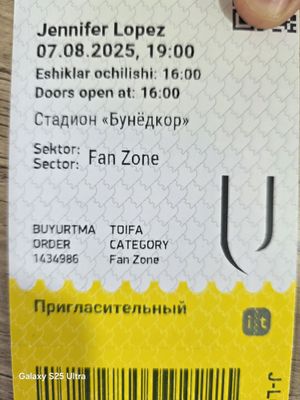 Jennifer Lopez
07.08.2025, 19:00
Eshiklar ochilishi: 16:00
Doors open at: 16:00
Стадион «Бунёдкор»
Sektor:
Sector: Fan Zone
BUYURTMA TOIFA
ORDER CATEGORY
1434986 Fan Zone
Пригласительный
it
J-L
Galaxy S25 Ultra